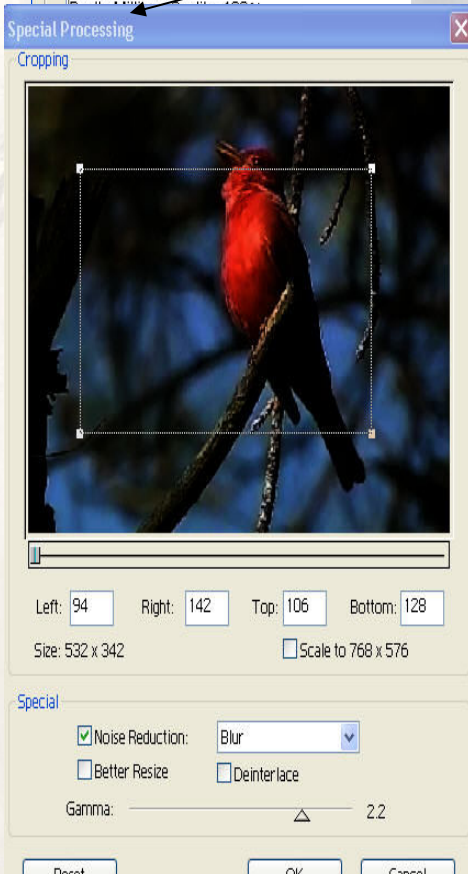 Special Processing
Cropping
Left: 94 Right: 142 Top: 106 Bottom: 128
Size: 532 x 342 Scale to 768 x 576
Special
Noise Reduction: Blur
Better Resize Deinterlace
Gamma: 2.2
Reset OK Cancel